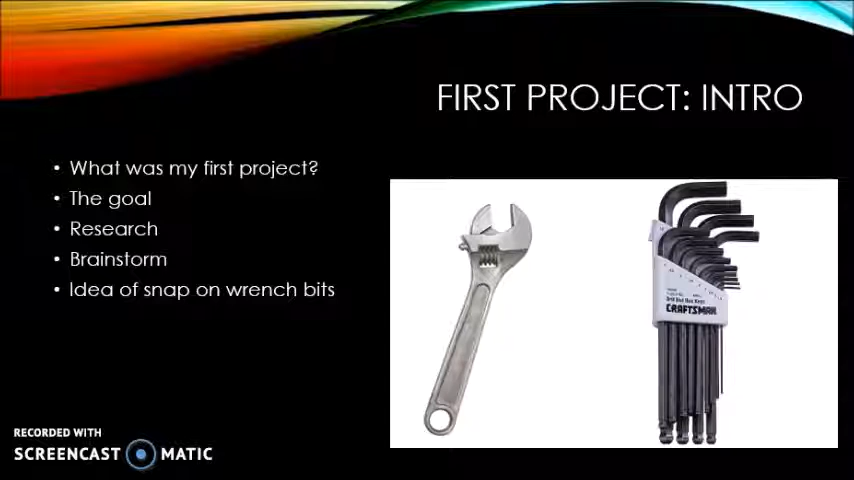 FIRST PROJECT: INTRO
• What was my first project?
• The goal
• Research
• Brainstorm
• Idea of snap on wrench bits
CRAFTSMAN
RECORDED WITH
SCREENCAST MATIC